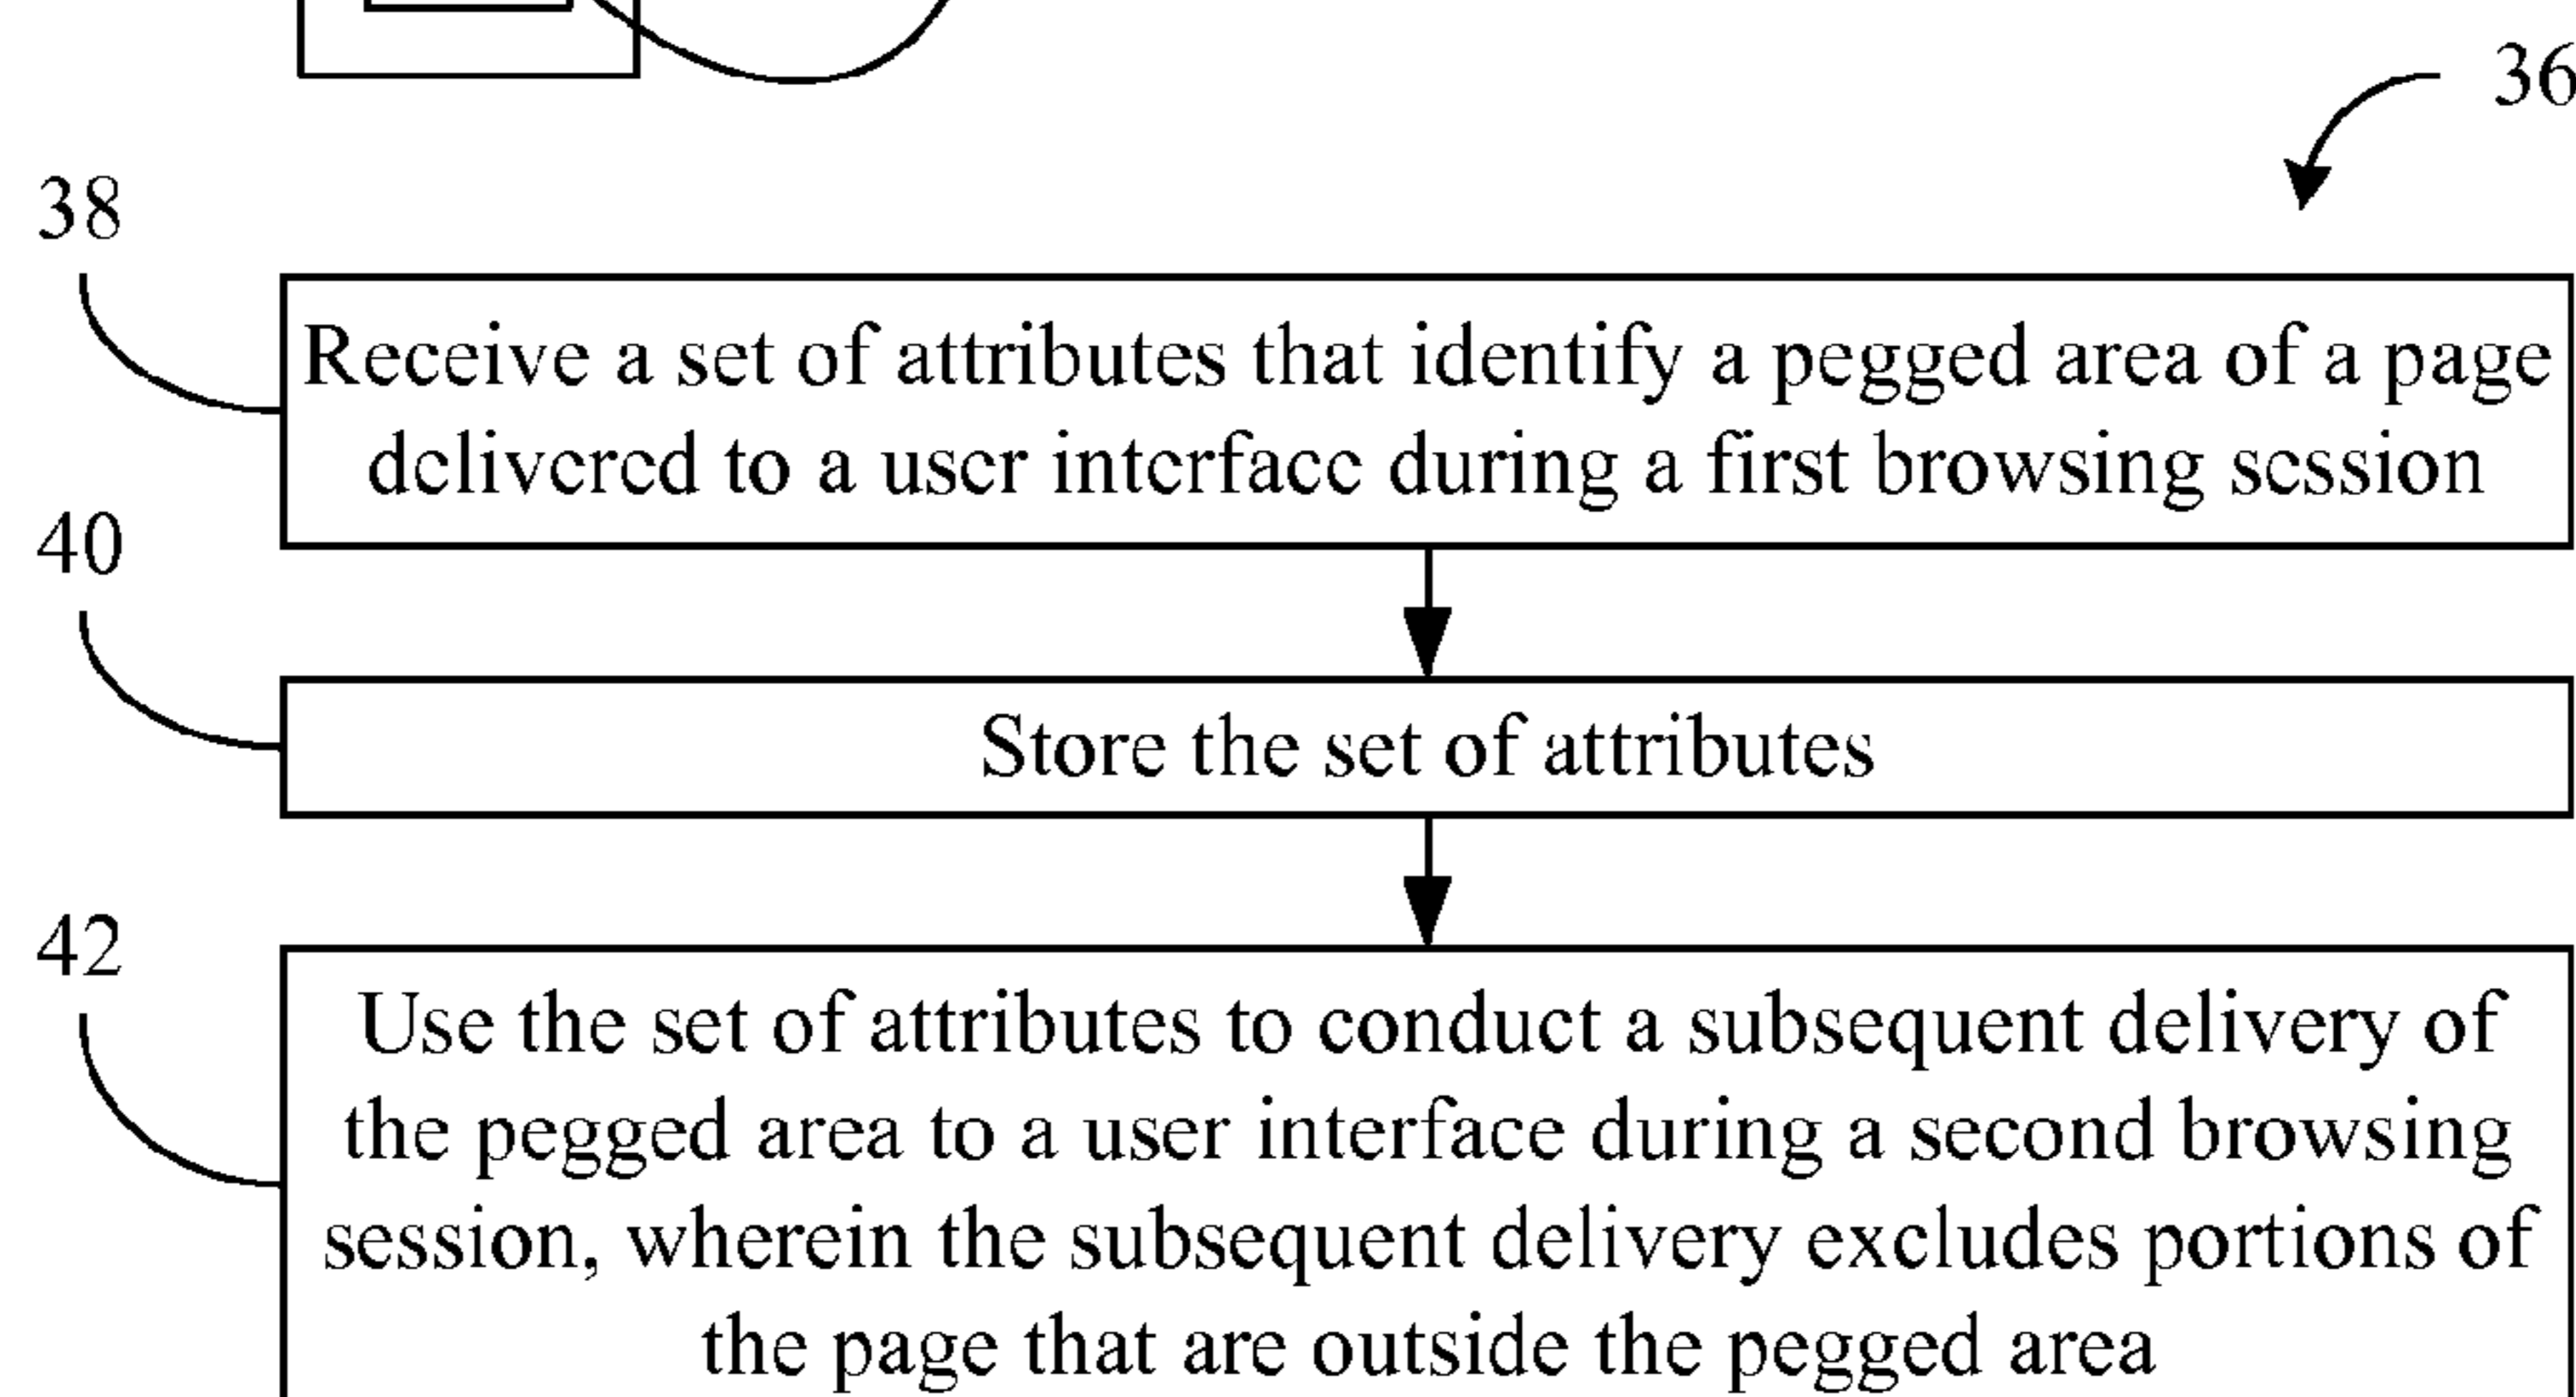 36
38
Receive a set of attributes that identify a pegged area of a page
delivered to a user interface during a first browsing session
40
Store the set of attributes
42
Use the set of attributes to conduct a subsequent delivery of
the pegged area to a user interface during a second browsing
session, wherein the subsequent delivery excludes portions of
the page that are outside the pegged area